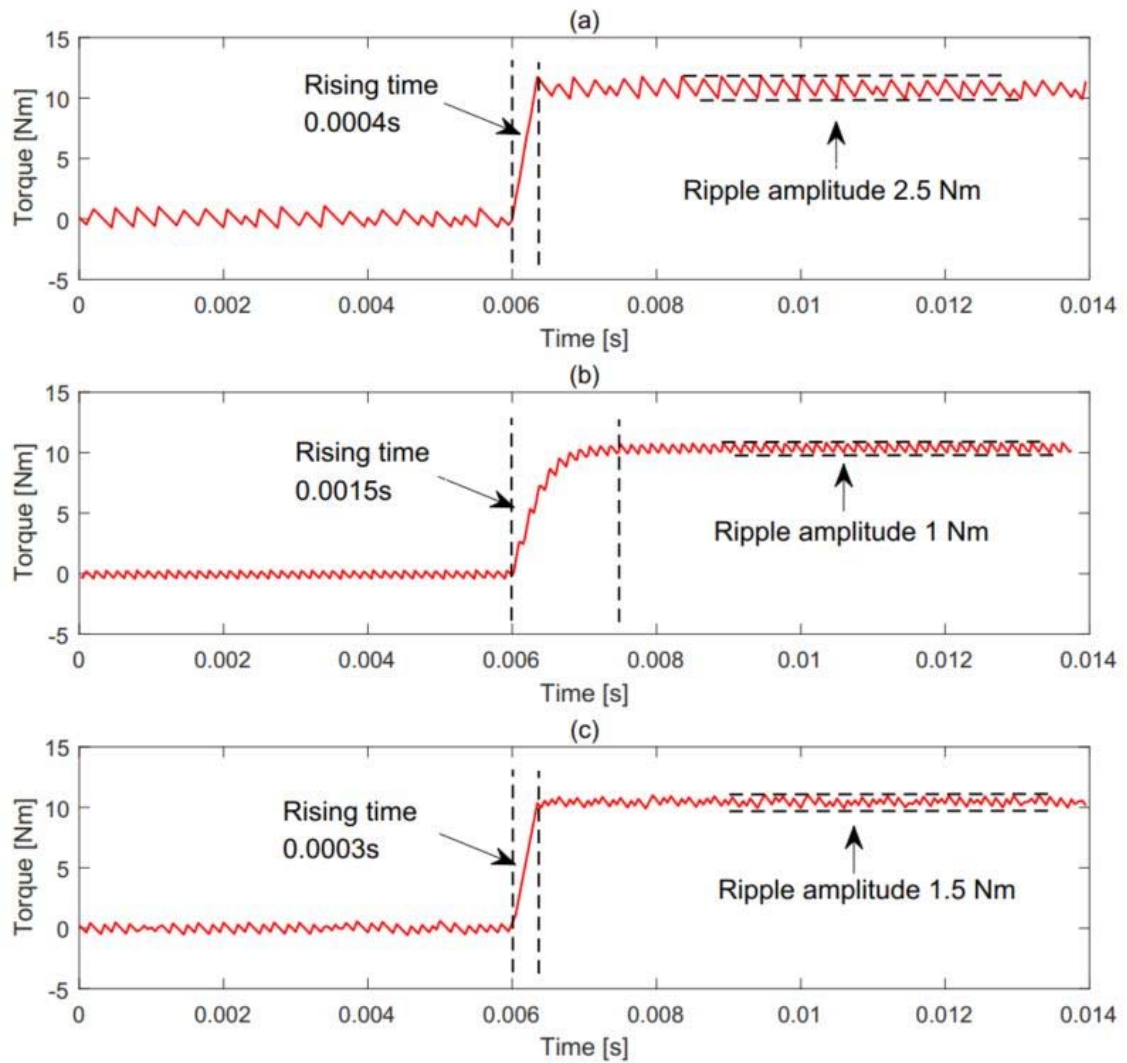 (a)
15
10
5
0
-5
Torque [Nm]
Rising time
0.0004s
Ripple amplitude 2.5 Nm
0 0.002 0.004 0.006 0.008 0.01 0.012 0.014
Time [s]
(b)
15
10
5
0
-5
Torque [Nm]
Rising time
0.0015s
Ripple amplitude 1 Nm
0 0.002 0.004 0.006 0.008 0.01 0.012 0.014
Time [s]
(c)
15
10
5
0
-5
Torque [Nm]
Rising time
0.0003s
Ripple amplitude 1.5 Nm
0 0.002 0.004 0.006 0.008 0.01 0.012 0.014
Time [s]